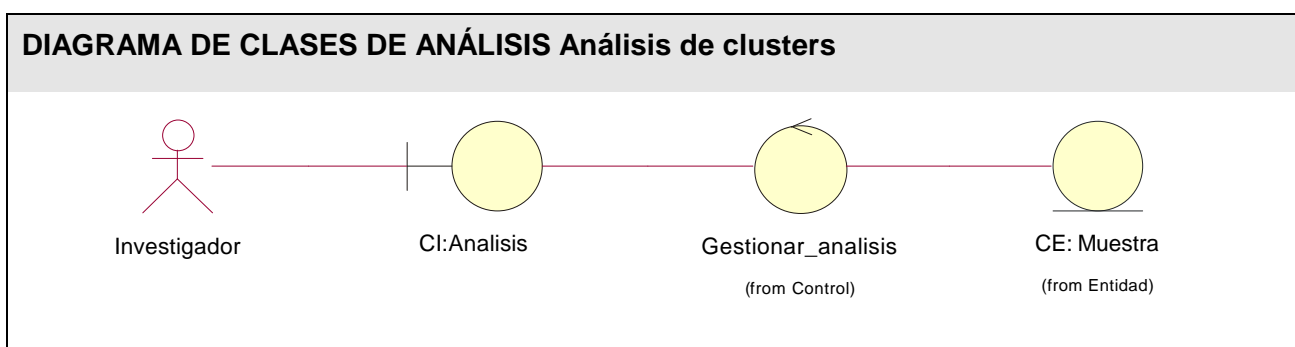 DIAGRAMA DE CLASES DE ANÁLISIS Análisis de clusters
Investigador
CI:Analisis
Gestionar_analisis
(from Control)
CE: Muestra
(from Entidad)